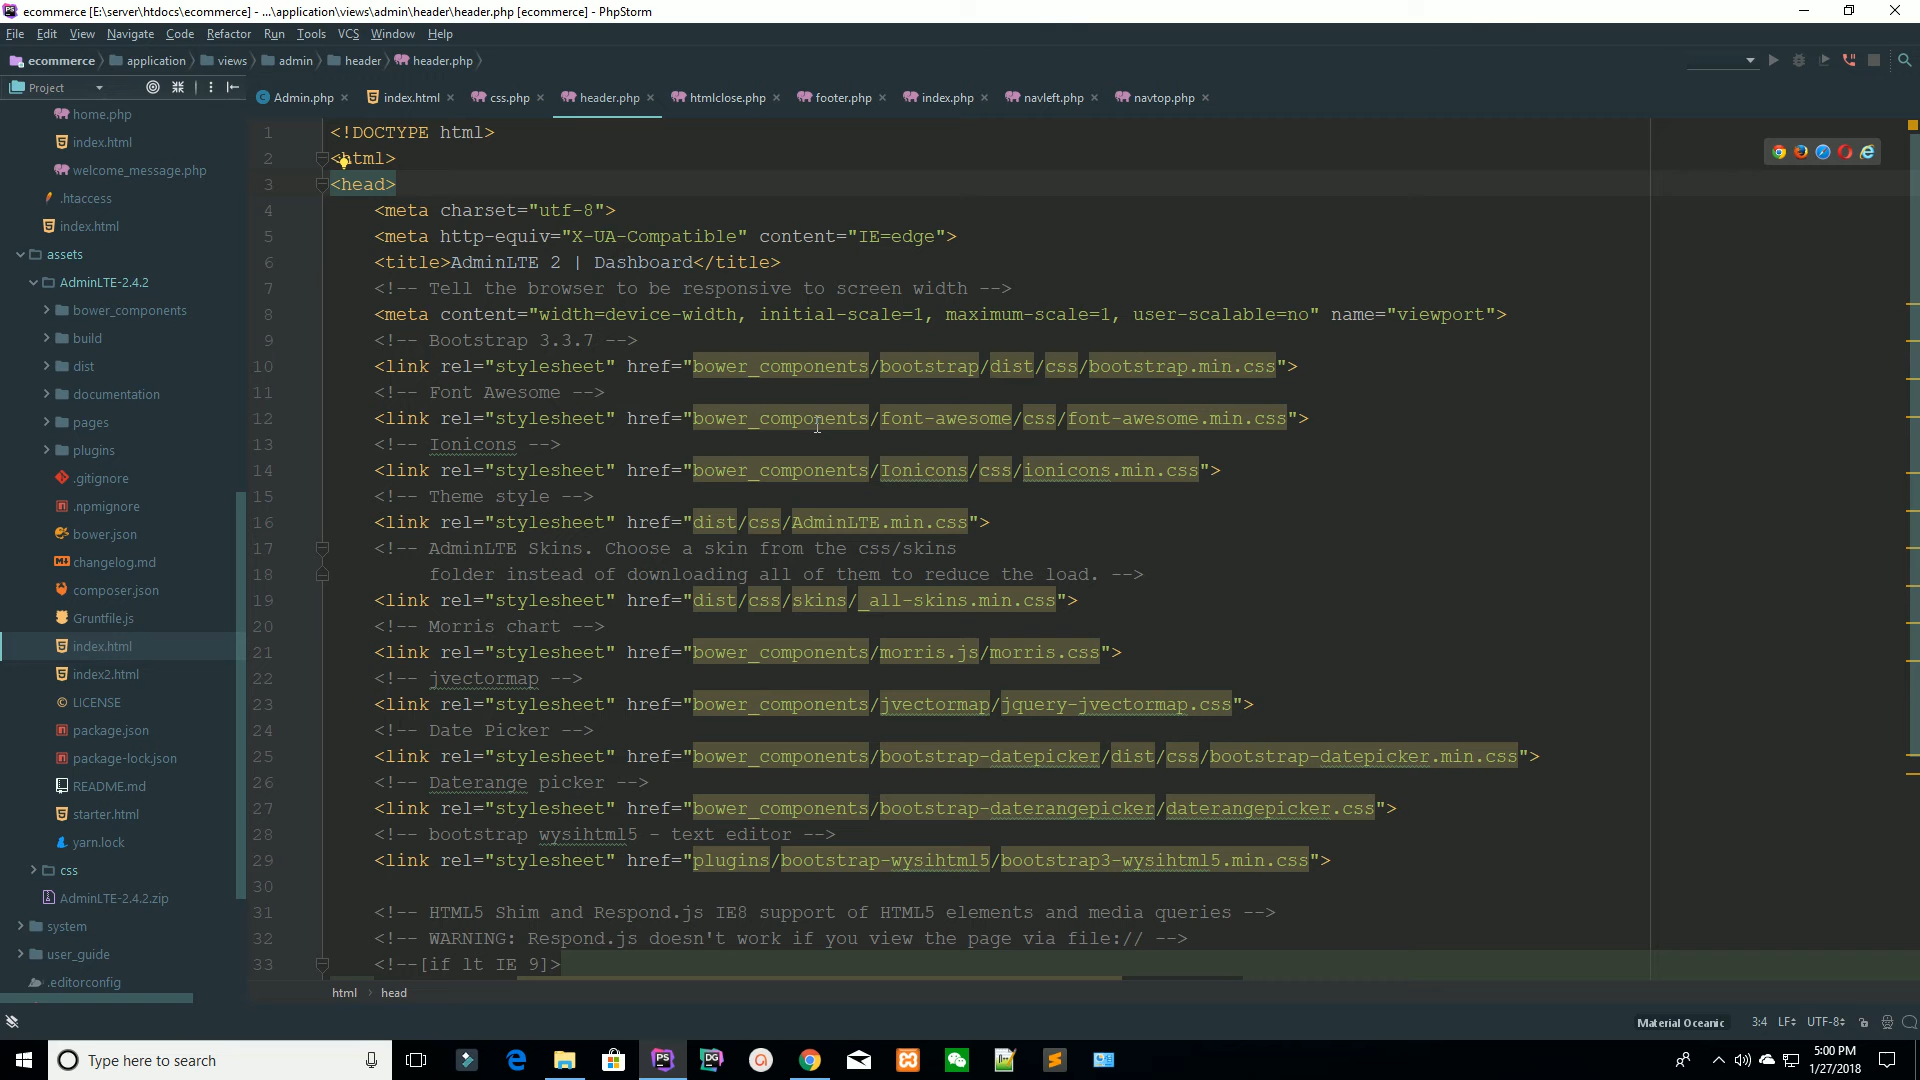 ecommerce [E:\server\htdocs\ecommerce] - ...\application\views\admin\header\header.php [ecommerce] - PhpStorm
File Edit View Navigate Code Refactor Run Tools VCS Window Help
ecommerce application views admin header header.php
Project
Admin.php index.html css.php header.php htmlclose.php footer.php index.php navleft.php navtop.php
home.php
index.html
welcome_message.php
.htaccess
index.html
assets
AdminLTE-2.4.2
bower_components
build
dist
documentation
pages
plugins
.gitignore
.npmignore
bower.json
changelog.md
composer.json
Gruntfile.js
index.html
index2.html
LICENSE
package.json
package-lock.json
README.md
starter.html
yarn.lock
css
AdminLTE-2.4.2.zip
system
user_guide
.editorconfig
1 <!DOCTYPE html>
2 <html>
3 <head>
4 <meta charset="utf-8">
5 <meta http-equiv="X-UA-Compatible" content="IE=edge">
6 <title>AdminLTE 2 | Dashboard</title>
7 <!-- Tell the browser to be responsive to screen width -->
8 <meta content="width=device-width, initial-scale=1, maximum-scale=1, user-scalable=no" name="viewport">
9 <!-- Bootstrap 3.3.7 -->
10 <link rel="stylesheet" href="bower_components/bootstrap/dist/css/bootstrap.min.css">
11 <!-- Font Awesome -->
12 <link rel="stylesheet" href="bower_components/font-awesome/css/font-awesome.min.css">
13 <!-- Ionicons -->
14 <link rel="stylesheet" href="bower_components/Ionicons/css/ionicons.min.css">
15 <!-- Theme style -->
16 <link rel="stylesheet" href="dist/css/AdminLTE.min.css">
17 <!-- AdminLTE Skins. Choose a skin from the css/skins
18 folder instead of downloading all of them to reduce the load. -->
19 <link rel="stylesheet" href="dist/css/skins/_all-skins.min.css">
20 <!-- Morris chart -->
21 <link rel="stylesheet" href="bower_components/morris.js/morris.css">
22 <!-- jvectormap -->
23 <link rel="stylesheet" href="bower_components/jvectormap/jquery-jvectormap.css">
24 <!-- Date Picker -->
25 <link rel="stylesheet" href="bower_components/bootstrap-datepicker/dist/css/bootstrap-datepicker.min.css">
26 <!-- Daterange picker -->
27 <link rel="stylesheet" href="bower_components/bootstrap-daterangepicker/daterangepicker.css">
28 <!-- bootstrap wysihtml5 - text editor -->
29 <link rel="stylesheet" href="plugins/bootstrap-wysihtml5/bootstrap3-wysihtml5.min.css">
30
31 <!-- HTML5 Shim and Respond.js IE8 support of HTML5 elements and media queries -->
32 <!-- WARNING: Respond.js doesn't work if you view the page via file:// -->
33 <!--[if lt IE 9]>
html head
Material Oceanic 3:4 LF UTF-8
Type here to search
PS
DG
5:00 PM
1/27/2018